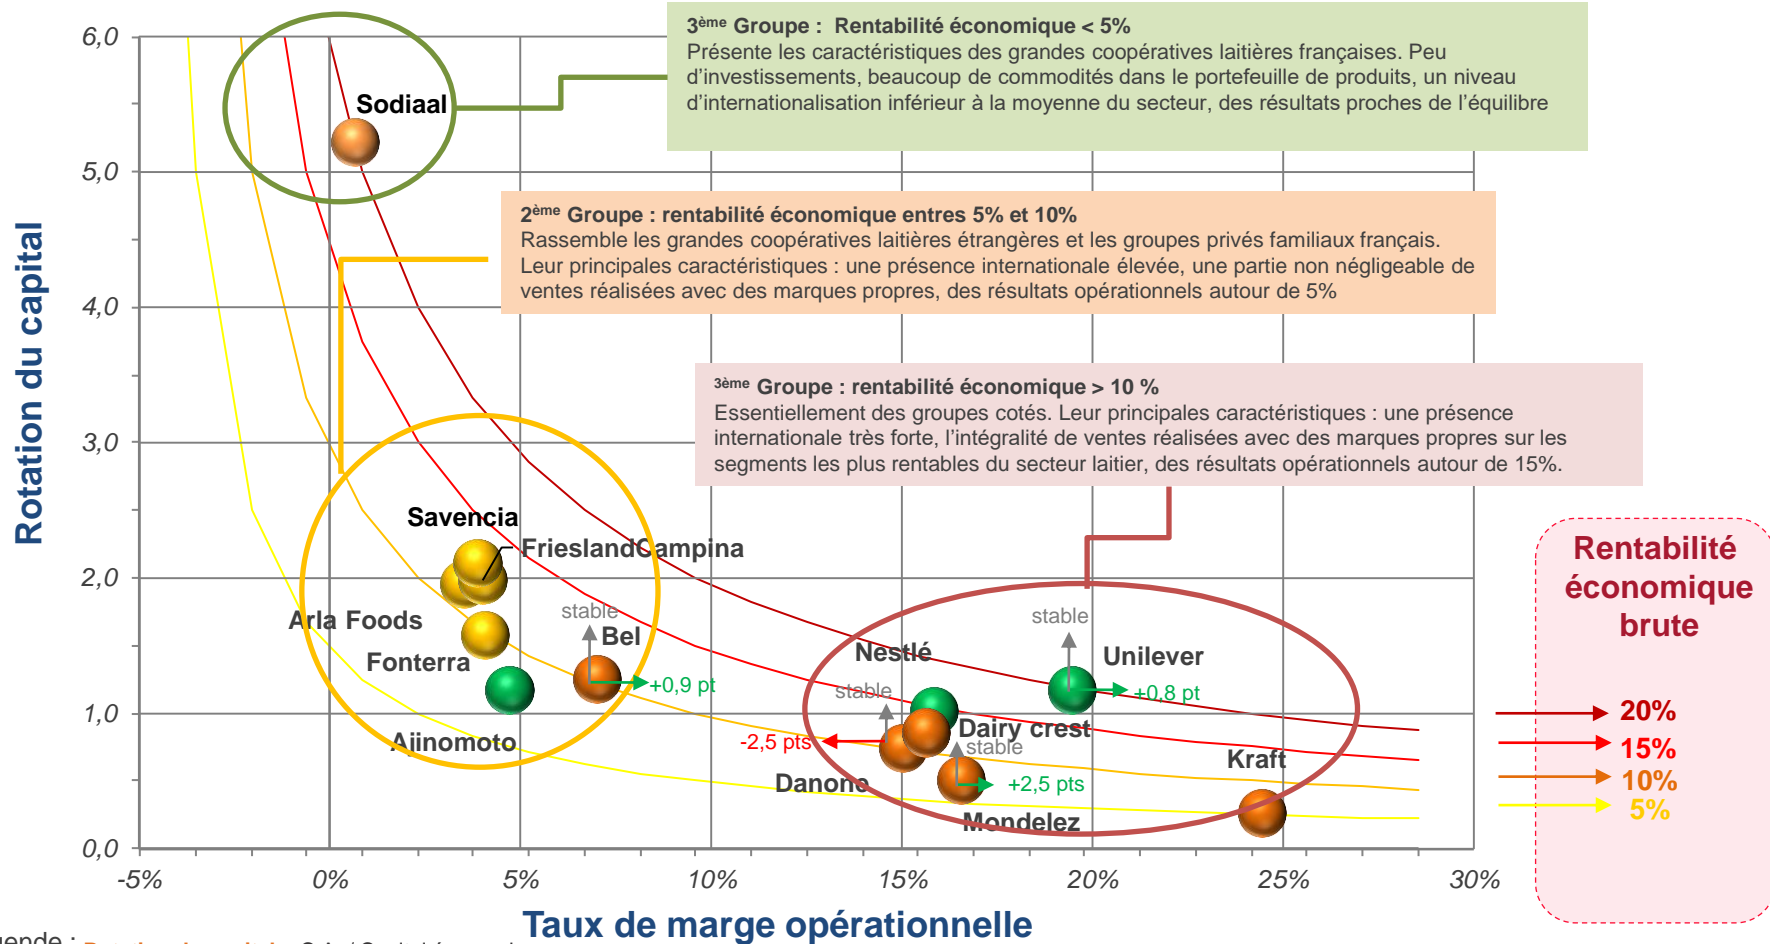 3ème Groupe : Rentabilité économique < 5%
Présente les caractéristiques des grandes coopératives laitières françaises. Peu
d'investissements, beaucoup de commodités dans le portefeuille de produits, un niveau
d'internationalisation inférieur à la moyenne du secteur, des résultats proches de l'équilibre
2ème Groupe : rentabilité économique entres 5% et 10%
Rassemble les grandes coopératives laitières étrangères et les groupes privés familiaux français.
Leur principales caractéristiques : une présence internationale élevée, une partie non négligeable de
ventes réalisées avec des marques propres, des résultats opérationnels autour de 5%
3ème Groupe : rentabilité économique > 10 %
Essentiellement des groupes cotés. Leur principales caractéristiques : une présence
internationale très forte, l'intégralité de ventes réalisées avec des marques propres sur les
segments les plus rentables du secteur laitier, des résultats opérationnels autour de 15%.
Rotation du capital
6,0
5,0
4,0
3,0
2,0
1,0
0,0
Sodiaal
Savencia
FrieslandCampina
Arla Foods
stable
Bel
Fonterra
+0,9 pt
Ajinomoto
Nestlé
stable
Unilever
+0,8 pt
stable
-2,5 pts
Dairy crest
stable
Danone
+2,5 pts
Kraft
Mondelez
-5%
0%
5%
10%
15%
20%
25%
30%
Taux de marge opérationnelle
Rentabilité
économique
brute
20%
15%
10%
5%